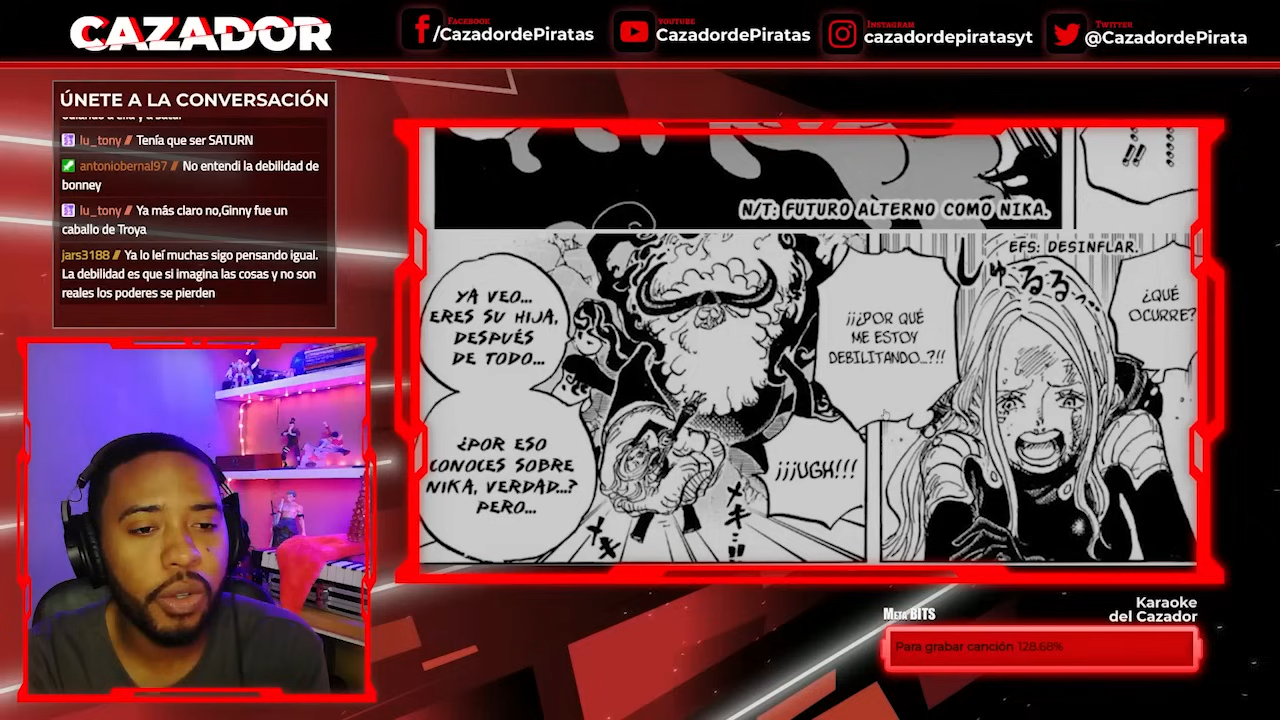 CAZADOR
FACEBOOK
/CazadordePiratas
YOUTUBE
CazadordePiratas
INSTAGRAM
cazadordepiratasyt
TWITTER
@CazadordePirata
ÚNETE A LA CONVERSACIÓN
lu_tony // Tenía que ser SATURN
antoniobernal97 // No entendi la debilidad de
bonney
lu_tony // Ya más claro no,Ginny fue un
caballo de Troya
jars3188 // Ya lo leí muchas sigo pensando igual.
La debilidad es que si imagina las cosas y no son
reales los poderes se pierden
N/T: FUTURO ALTERNO COMO NIKA.
EFS: DESINFLAR.
¿QUÉ
OCURRE?
¡¡¿POR QUÉ
ME ESTOY
DEBILITANDO...?!!
YA VEO...
ERES SU HIJA,
DESPUÉS
DE TODO...
¿POR ESO
CONOCES SOBRE
NIKA, VERDAD...?
PERO...
¡¡¡UGH!!!
META BITS
Karaoke
del Cazador
Para grabar canción 128.68%